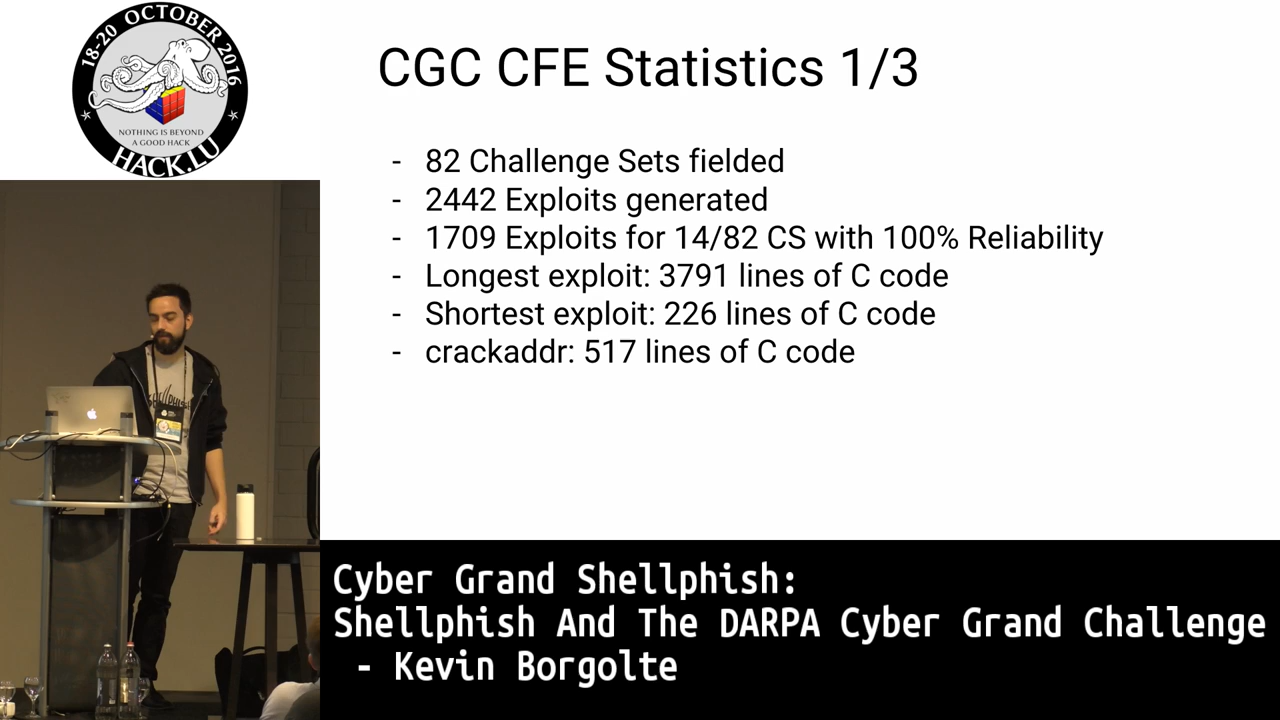 18-20 OCTOBER 2016
NOTHING IS BEYOND
A GOOD HACK
HACK.LU
CGC CFE Statistics 1/3
- 82 Challenge Sets fielded
- 2442 Exploits generated
- 1709 Exploits for 14/82 CS with 100% Reliability
- Longest exploit: 3791 lines of C code
- Shortest exploit: 226 lines of C code
- crackaddr: 517 lines of C code
Cyber Grand Shellphish:
Shellphish And The DARPA Cyber Grand Challenge
- Kevin Borgolte